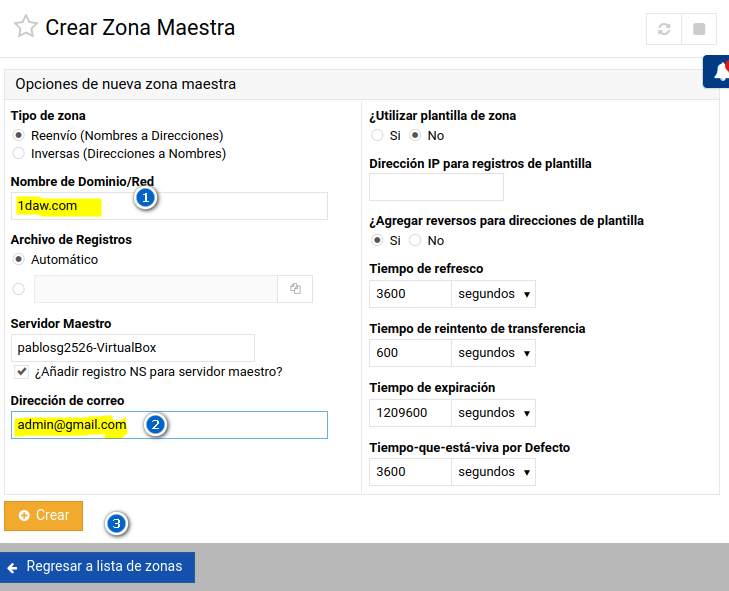 Crear Zona Maestra
Opciones de nueva zona maestra
Tipo de zona
Reenvío (Nombres a Direcciones)
Inversas (Direcciones a Nombres)
Nombre de Dominio/Red
1
1daw.com
Archivo de Registros
Automático
Servidor Maestro
pablosg2526-VirtualBox
¿Añadir registro NS para servidor maestro?
Dirección de correo
admin@gmail.com
2
¿Utilizar plantilla de zona
Si No
Dirección IP para registros de plantilla
¿Agregar reversos para direcciones de plantilla
Si No
Tiempo de refresco
3600 segundos
Tiempo de reintento de transferencia
600 segundos
Tiempo de expiración
1209600 segundos
Tiempo-que-está-viva por Defecto
3600 segundos
Crear
3
Regresar a lista de zonas